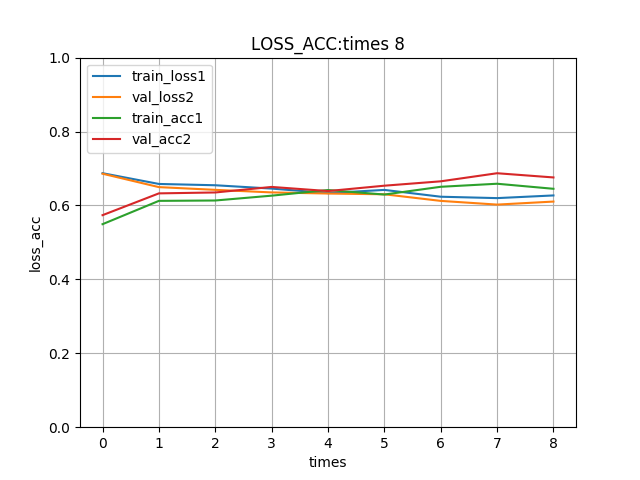 LOSS_ACC:times 8
train_loss1
val_loss2
train_acc1
val_acc2
1.0
0.8
0.6
0.4
0.2
0.0
loss_acc
0 1 2 3 4 5 6 7 8
times